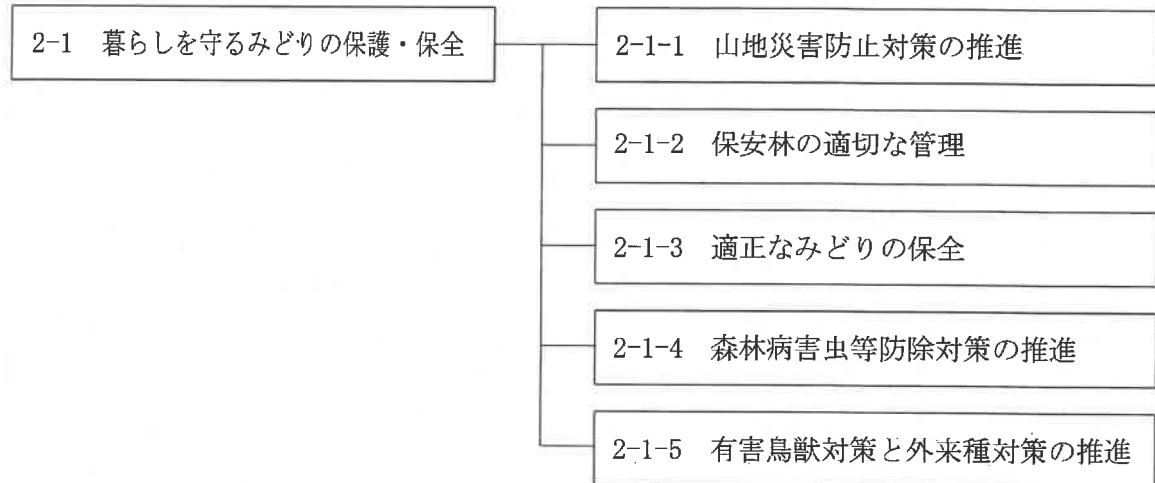 2-1 暮らしを守るみどりの保護・保全
2-1-1 山地災害防止対策の推進
2-1-2 保安林の適切な管理
2-1-3 適正なみどりの保全
2-1-4 森林病害虫等防除対策の推進
2-1-5 有害鳥獣対策と外来種対策の推進